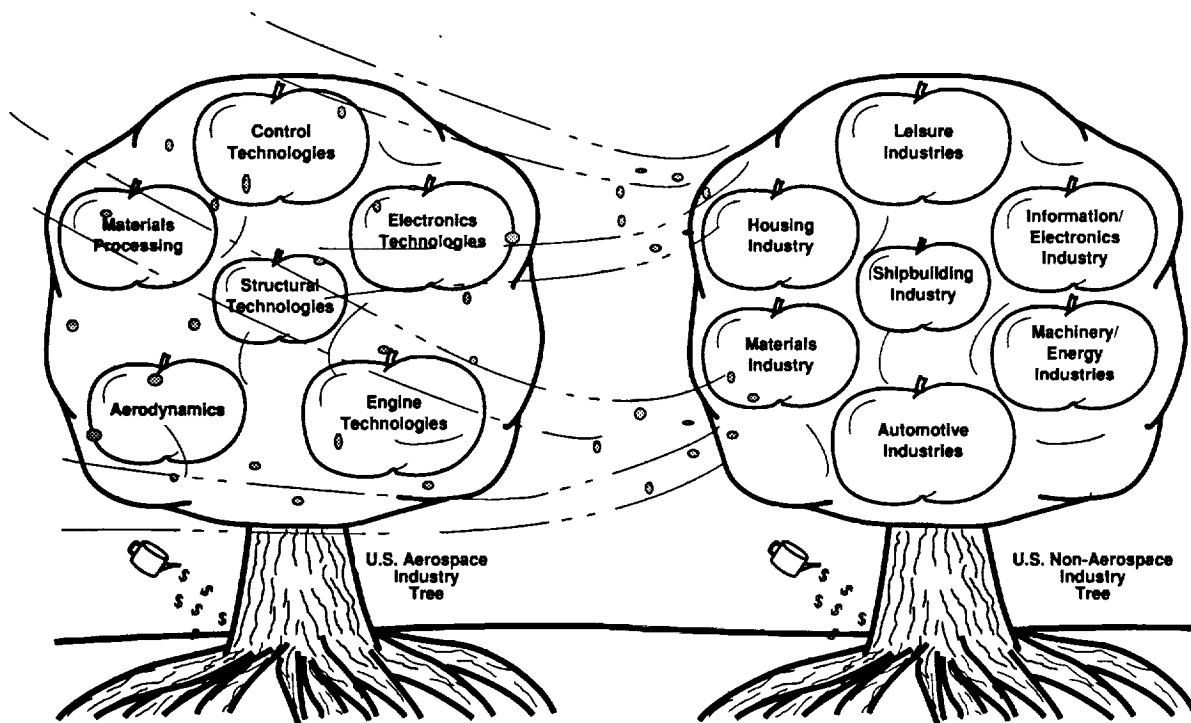 Control
Technologies
Materials
Processing
Electronics
Technologies
Structural
Technologies
Aerodynamics
Engine
Technologies
U.S. Aerospace
Industry
Tree
$
$
$
$
$
$
Leisure
Industries
Housing
Industry
Information/
Electronics
Industry
Shipbuilding
Industry
Materials
Industry
Machinery/
Energy
Industries
Automotive
Industries
U.S. Non-Aerospace
Industry
Tree
$
$
$
$
$
$